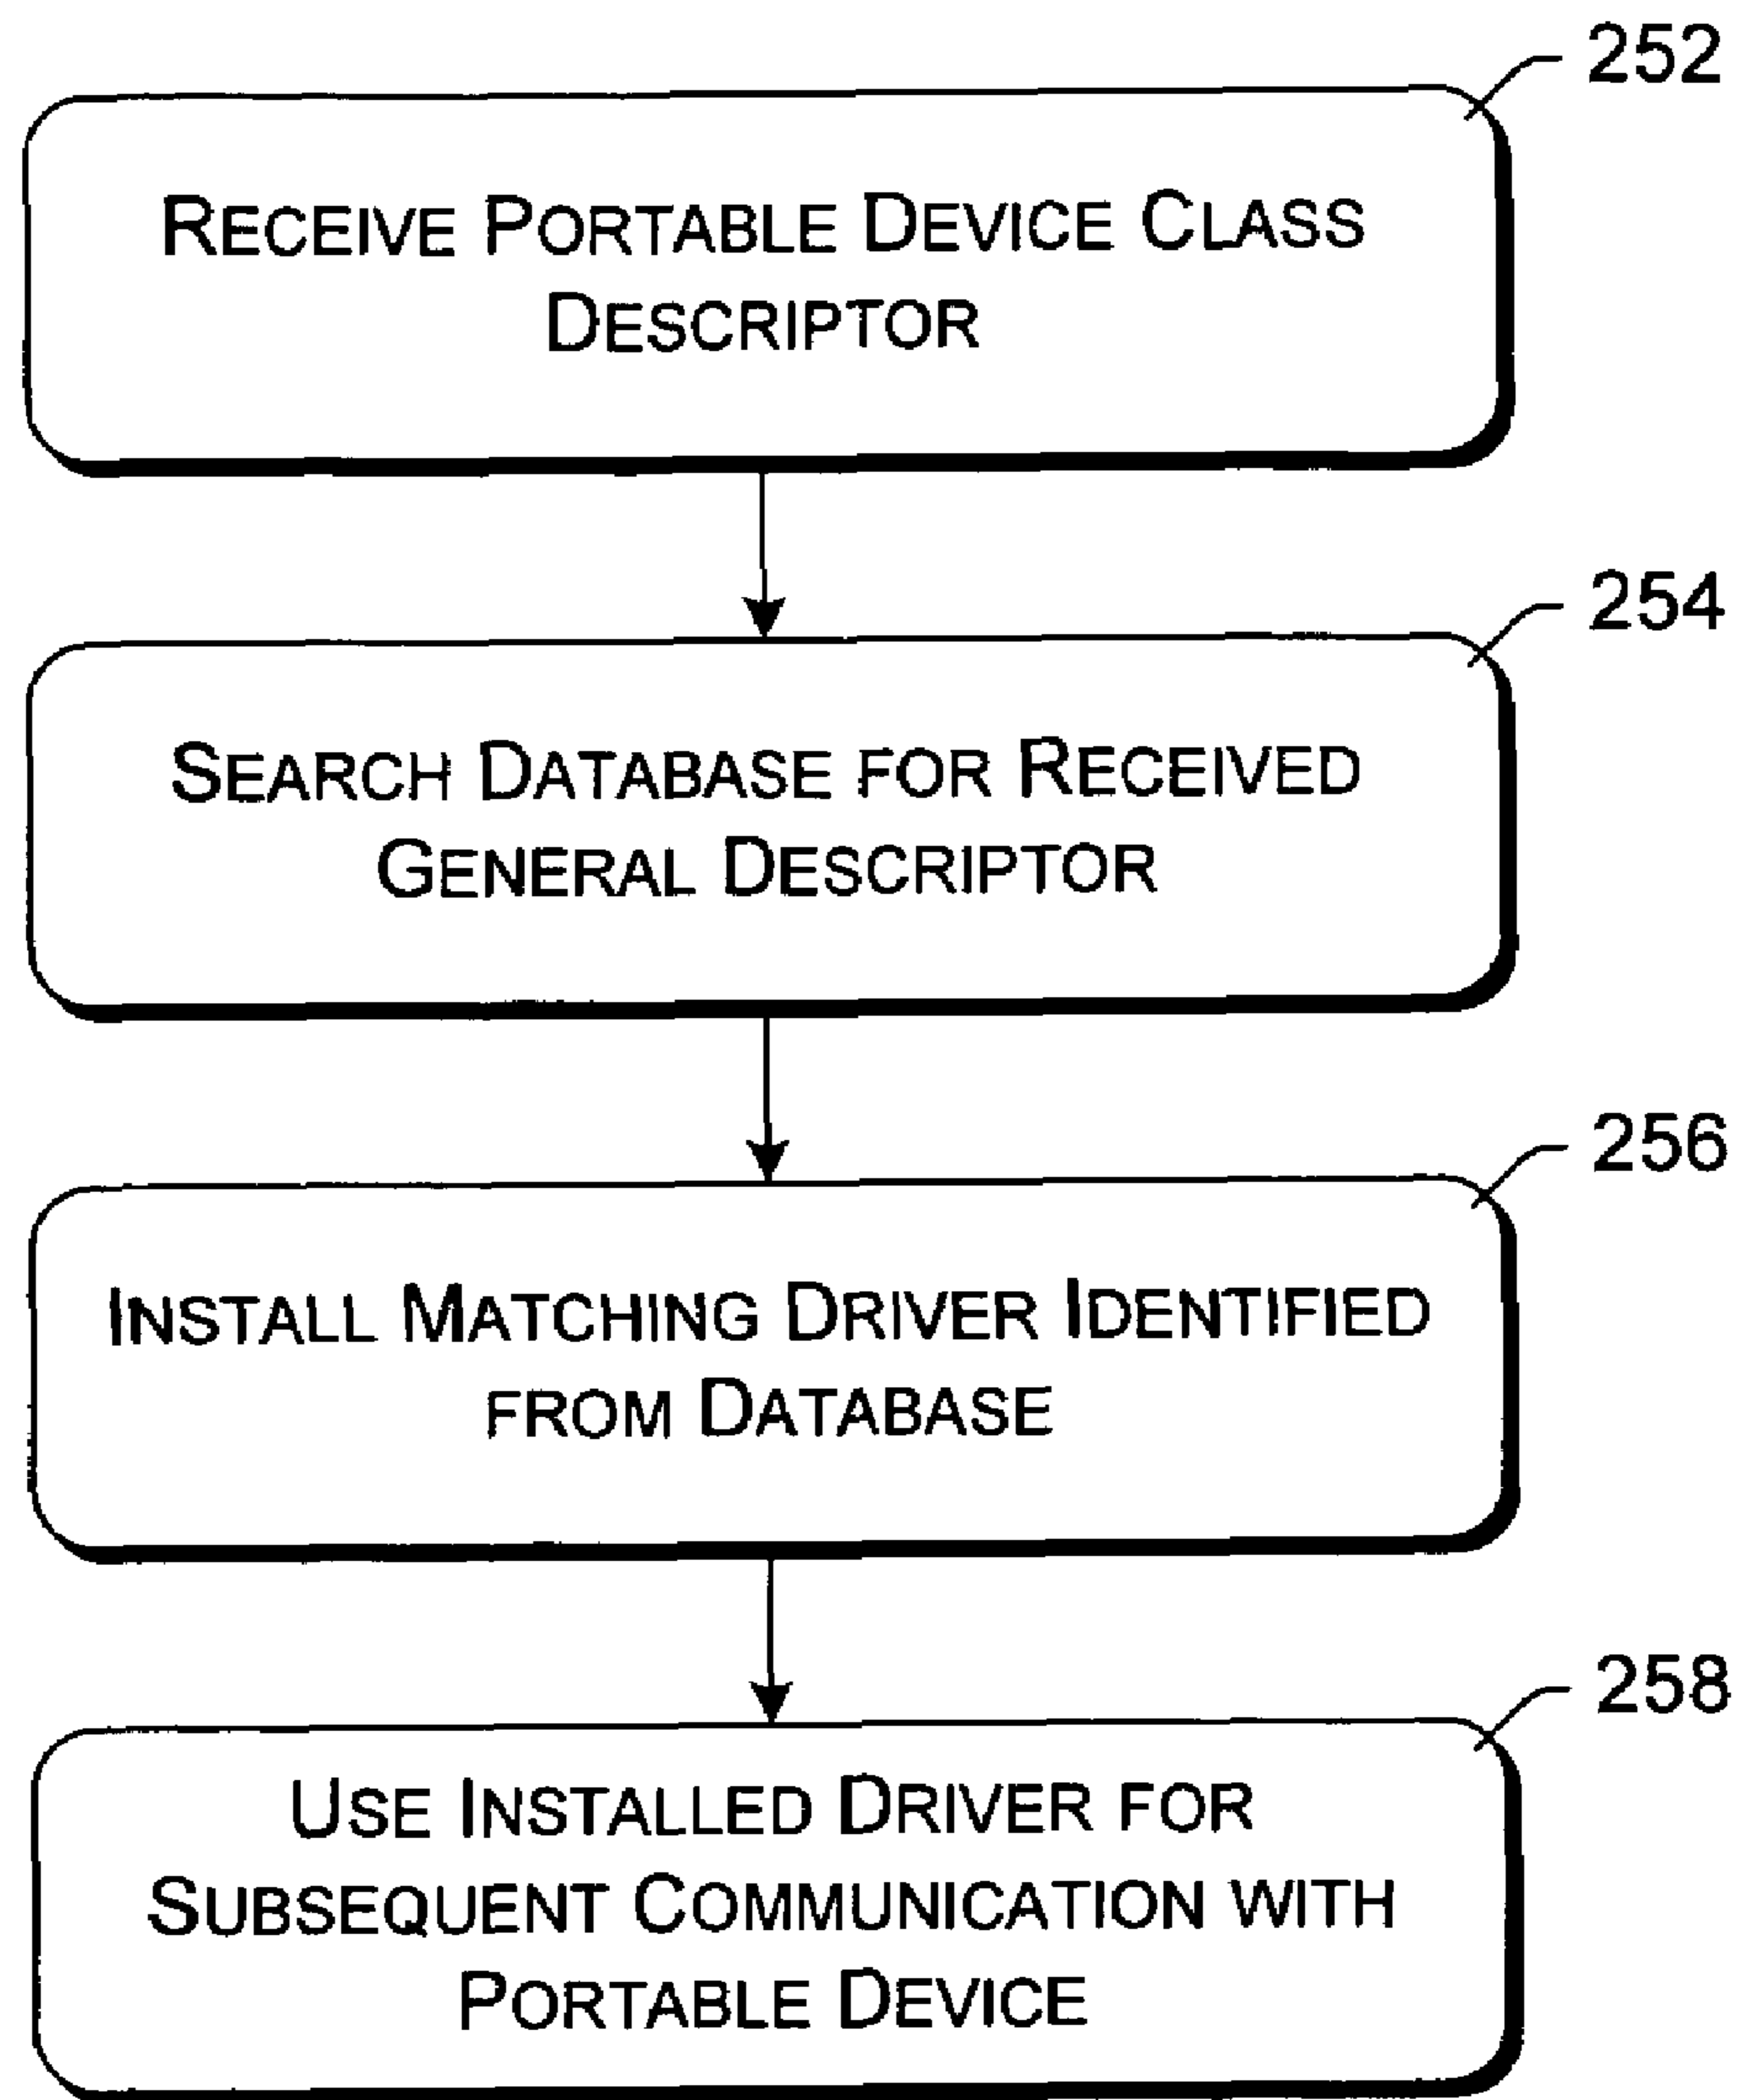 252
RECEIVE PORTABLE DEVICE CLASS
DESCRIPTOR
254
SEARCH DATABASE FOR RECEIVED
GENERAL DESCRIPTOR
256
INSTALL MATCHING DRIVER IDENTIFIED
FROM DATABASE
258
USE INSTALLED DRIVER FOR
SUBSEQUENT COMMUNICATION WITH
PORTABLE DEVICE